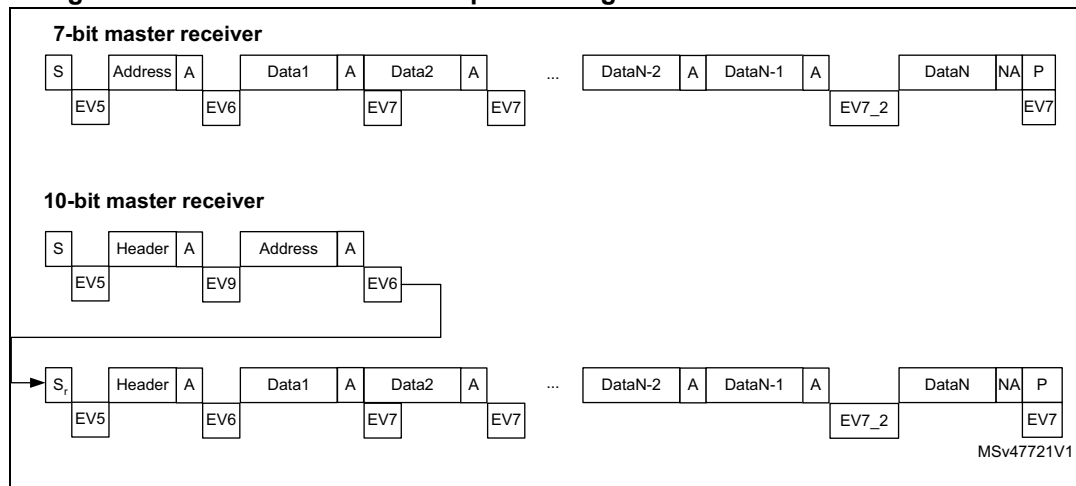 7-bit master receiver
S Address A Data1 A Data2 A ... DataN-2 A DataN-1 A DataN NA P
EV5 EV6 EV7 EV7 EV7_2 EV7
10-bit master receiver
S Header A Address A
EV5 EV9 EV6
Sr Header A Data1 A Data2 A ... DataN-2 A DataN-1 A DataN NA P
EV5 EV6 EV7 EV7 EV7_2 EV7
MSv47721V1